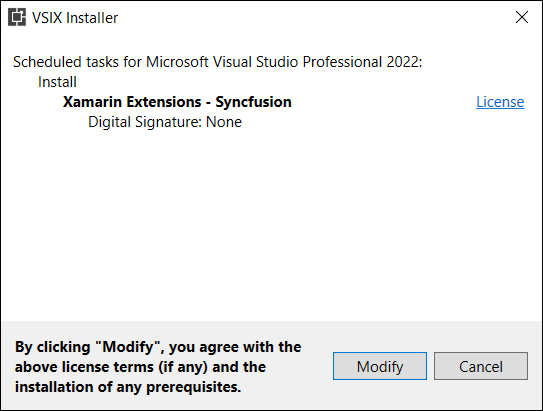 VSIX Installer
Scheduled tasks for Microsoft Visual Studio Professional 2022:
Install
Xamarin Extensions - Syncfusion License
Digital Signature: None
By clicking "Modify", you agree with the
above license terms (if any) and the
installation of any prerequisites.
Modify Cancel